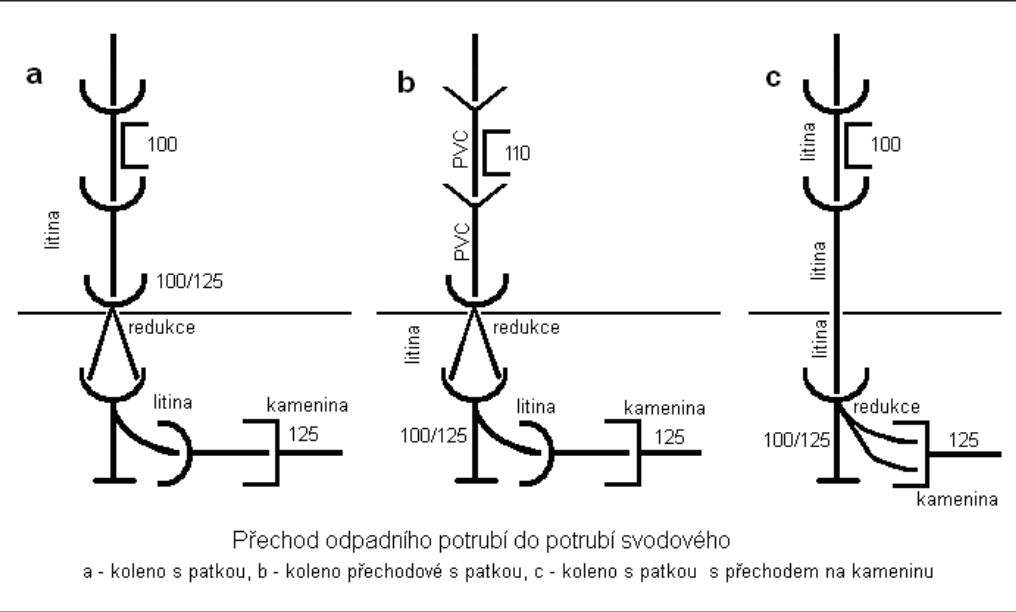 a
100
litina
100/125
redukce
litina
kamenina
125
b
PVC
110
PVC
litina
redukce
100/125
litina
kamenina
125
c
litina
100
litina
litina
redukce
100/125
125
kamenina
Přechod odpadního potrubí do potrubí svodového
a - koleno s patkou, b - koleno přechodové s patkou, c - koleno s patkou s přechodem na kameninu